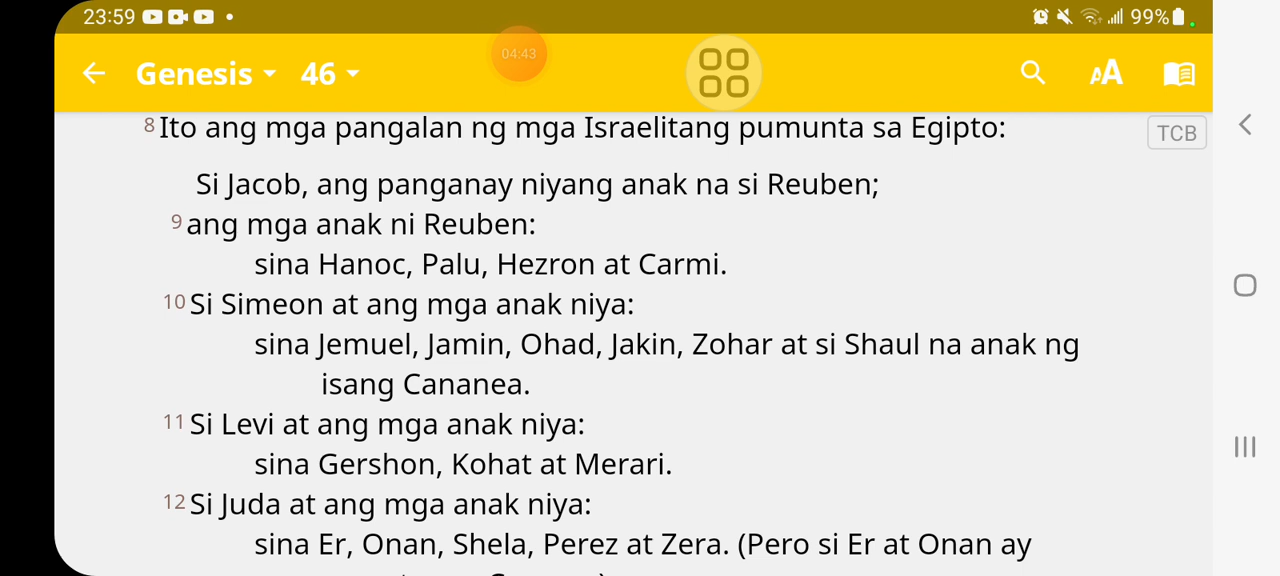 23:59 99%
04:43
Genesis 46
8 Ito ang mga pangalan ng mga Israelitang pumunta sa Egipto:
TCB
Si Jacob, ang panganay niyang anak na si Reuben;
9 ang mga anak ni Reuben:
sina Hanoc, Palu, Hezron at Carmi.
10 Si Simeon at ang mga anak niya:
sina Jemuel, Jamin, Ohad, Jakin, Zohar at si Shaul na anak ng
isang Cananea.
11 Si Levi at ang mga anak niya:
sina Gershon, Kohat at Merari.
12 Si Juda at ang mga anak niya:
sina Er, Onan, Shela, Perez at Zera. (Pero si Er at Onan ay